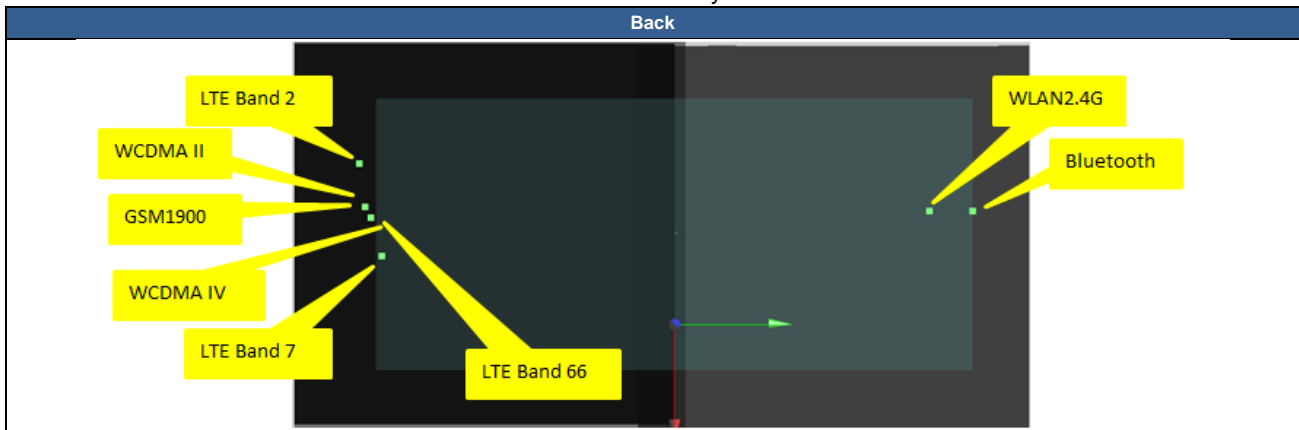 Back
LTE Band 2
WLAN2.4G
WCDMA II
Bluetooth
GSM1900
WCDMA IV
LTE Band 7
LTE Band 66